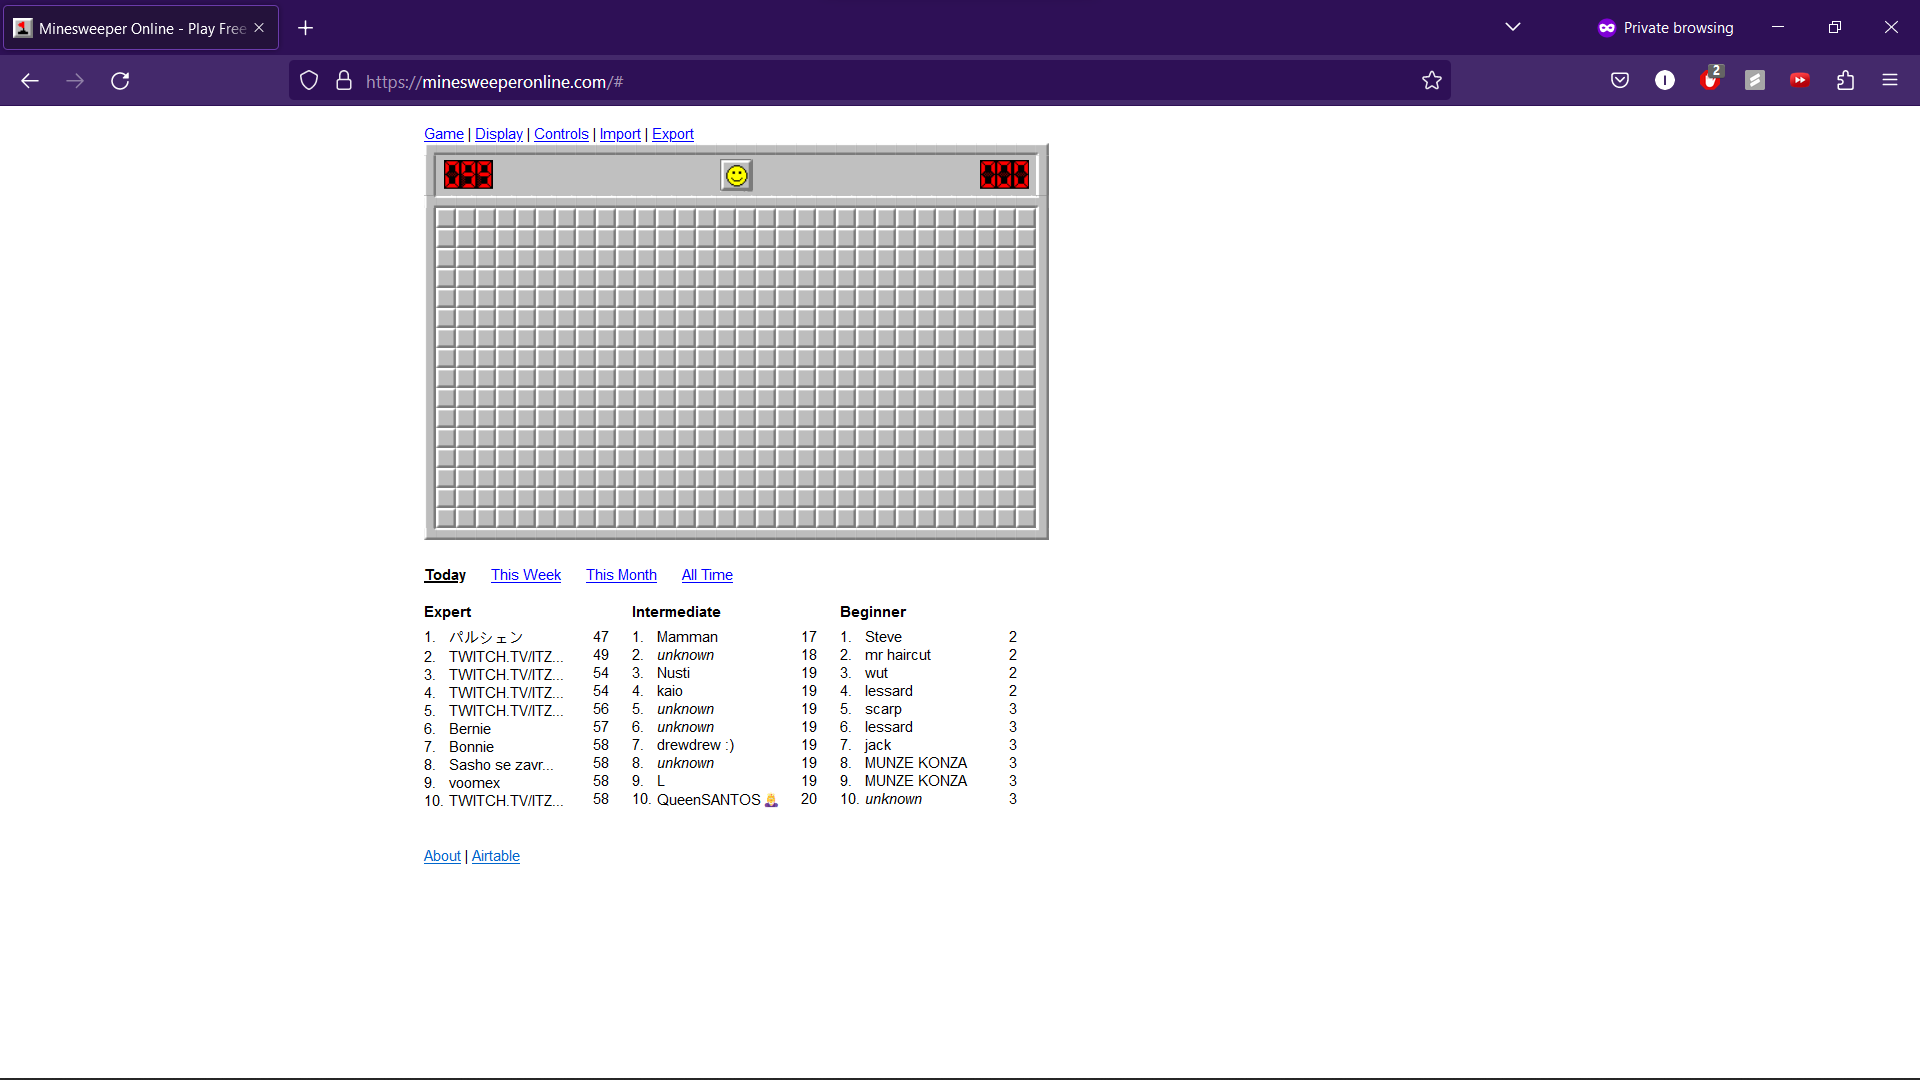 Minesweeper Online - Play Free
Private browsing
https://minesweeperonline.com/#
2
Game | Display | Controls | Import | Export
Today This Week This Month All Time
Expert Intermediate Beginner
1. パルシェン 47 1. Mamman 17 1. Steve 2
2. TWITCH.TV/ITZ... 49 2. unknown 18 2. mr haircut 2
3. TWITCH.TV/ITZ... 54 3. Nusti 19 3. wut 2
4. TWITCH.TV/ITZ... 54 4. kaio 19 4. lessard 2
5. TWITCH.TV/ITZ... 56 5. unknown 19 5. scarp 3
6. Bernie 57 6. unknown 19 6. lessard 3
7. Bonnie 58 7. drewdrew :) 19 7. jack 3
8. Sasho se zavr... 58 8. unknown 19 8. MUNZE KONZA 3
9. voomex 58 9. L 19 9. MUNZE KONZA 3
10. TWITCH.TV/ITZ... 58 10. QueenSANTOS 🤷🏼‍♀️ 20 10. unknown 3
About | Airtable